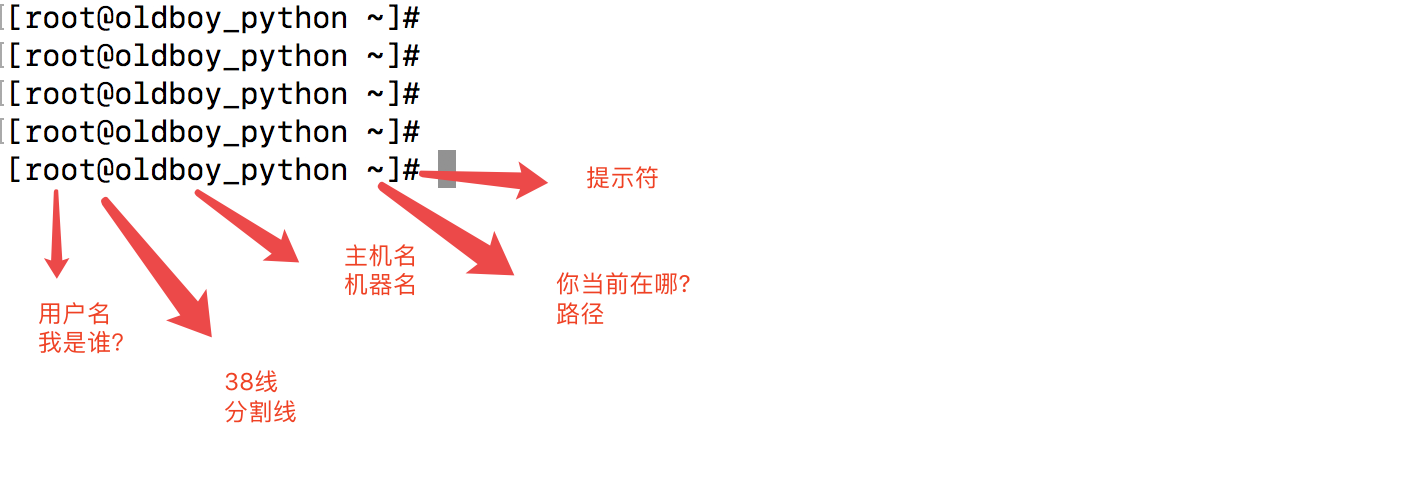 [root@oldboy_python ~]#
[root@oldboy_python ~]#
[root@oldboy_python ~]#
[root@oldboy_python ~]#
[root@oldboy_python ~]#
提示符
主机名
机器名
你当前在哪?
路径
用户名
我是谁?
38线
分割线